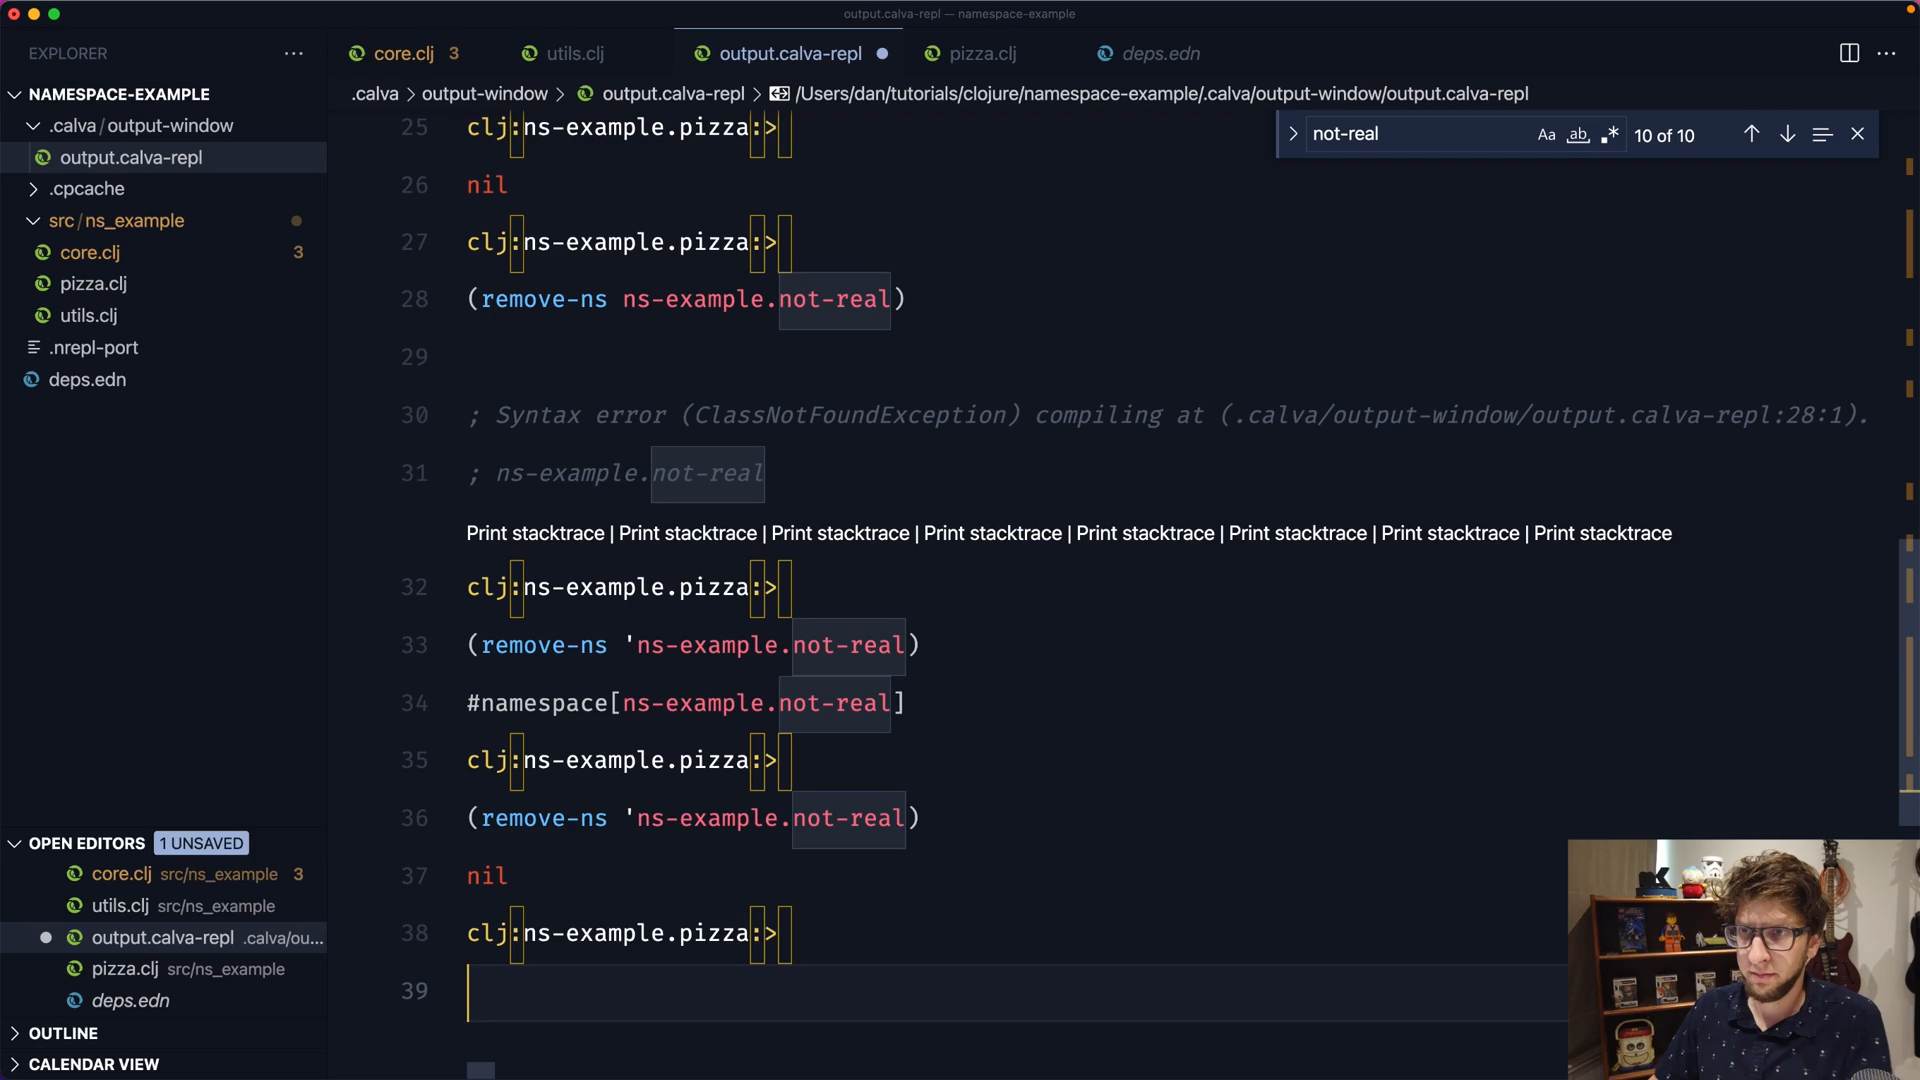 output.calva-repl — namespace-example
EXPLORER
core.clj 3
utils.clj
output.calva-repl
pizza.clj
deps.edn
.calva > output-window > output.calva-repl > /Users/dan/tutorials/clojure/namespace-example/.calva/output-window/output.calva-repl
NAMESPACE-EXAMPLE
.calva / output-window
output.calva-repl
.cpcache
src / ns_example
core.clj 3
pizza.clj
utils.clj
.nrepl-port
deps.edn
OPEN EDITORS 1 UNSAVED
core.clj src/ns_example 3
utils.clj src/ns_example
output.calva-repl .calva/ou...
pizza.clj src/ns_example
deps.edn
OUTLINE
CALENDAR VIEW
not-real Aa ab .* 10 of 10
25 clj:ns-example.pizza:>
26 nil
27 clj:ns-example.pizza:>
28 (remove-ns ns-example.not-real)
29
30 ; Syntax error (ClassNotFoundException) compiling at (.calva/output-window/output.calva-repl:28:1).
31 ; ns-example.not-real
Print stacktrace | Print stacktrace | Print stacktrace | Print stacktrace | Print stacktrace | Print stacktrace | Print stacktrace | Print stacktrace
32 clj:ns-example.pizza:>
33 (remove-ns 'ns-example.not-real)
34 #namespace[ns-example.not-real]
35 clj:ns-example.pizza:>
36 (remove-ns 'ns-example.not-real)
37 nil
38 clj:ns-example.pizza:>
39